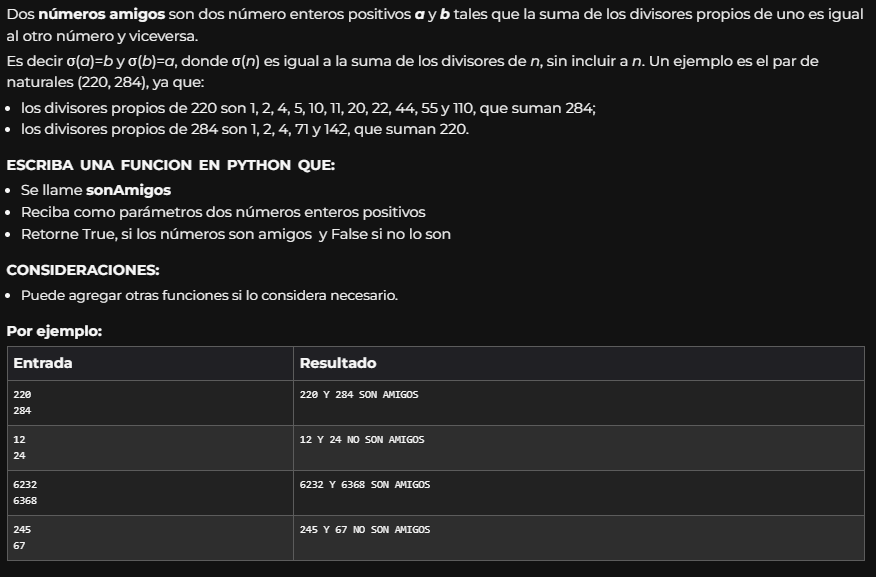 Dos números amigos son dos número enteros positivos a y b tales que la suma de los divisores propios de uno es igual
al otro número y viceversa.
Es decir σ(a)=b y σ(b)=a, donde σ(n) es igual a la suma de los divisores de n, sin incluir a n. Un ejemplo es el par de
naturales (220, 284), ya que:
• los divisores propios de 220 son 1, 2, 4, 5, 10, 11, 20, 22, 44, 55 y 110, que suman 284;
• los divisores propios de 284 son 1, 2, 4, 71 y 142, que suman 220.
ESCRIBA UNA FUNCION EN PYTHON QUE:
• Se llame sonAmigos
• Reciba como parámetros dos números enteros positivos
• Retorne True, si los números son amigos y False si no lo son
CONSIDERACIONES:
• Puede agregar otras funciones si lo considera necesario.
Por ejemplo:
Entrada Resultado
220 220 Y 284 SON AMIGOS
284
12 12 Y 24 NO SON AMIGOS
24
6232 6232 Y 6368 SON AMIGOS
6368
245 245 Y 67 NO SON AMIGOS
67